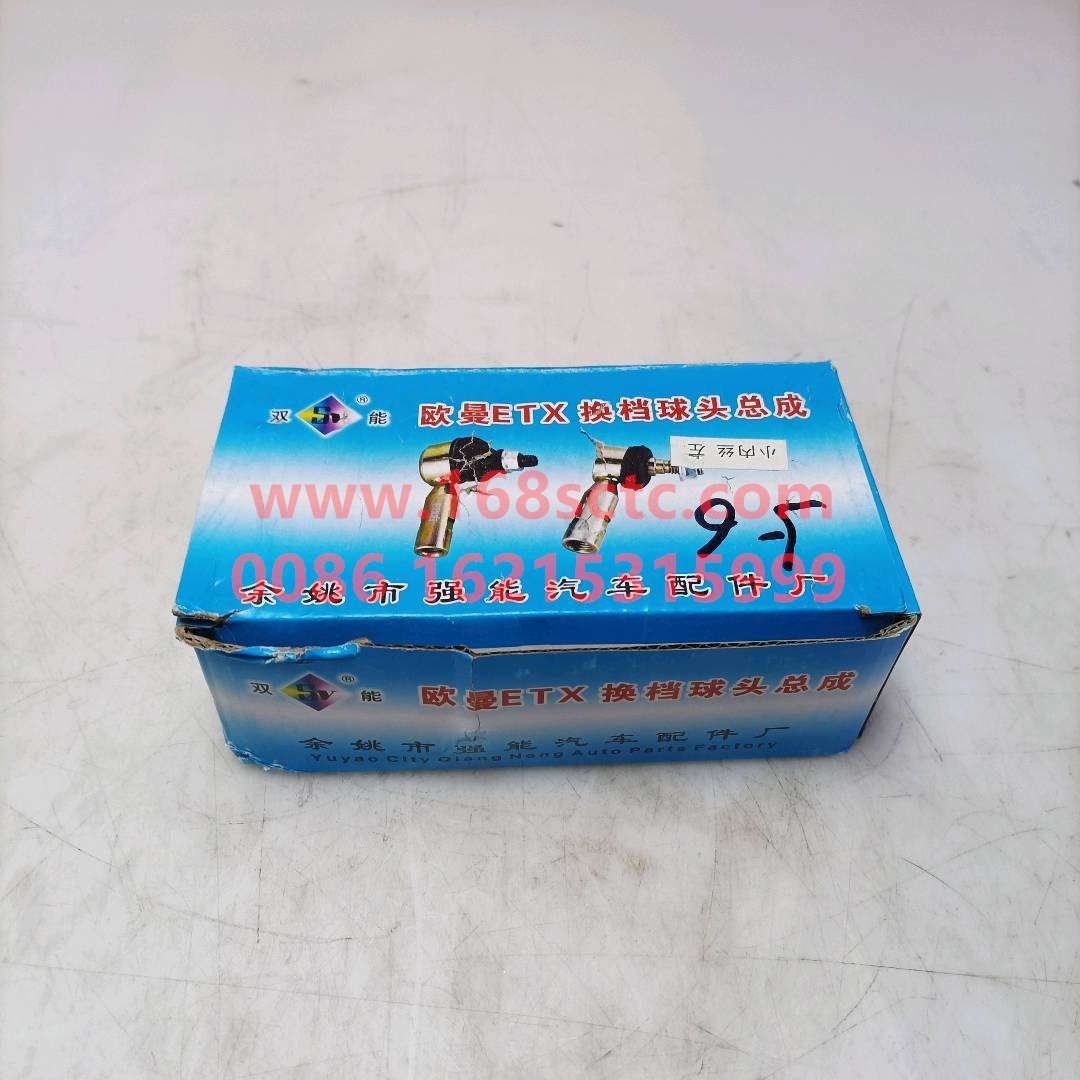 双 Sv ® 能 欧曼ETX 换档球头总成
小内丝 左
www.168sctc.com
9-5
0086 16215315999
余姚市强能汽车配件厂
双 Sv ® 能 欧曼ETX 换档球头总成
余姚市强能汽车配件厂
Yuyao City Qiang Neng Auto Parts Factory